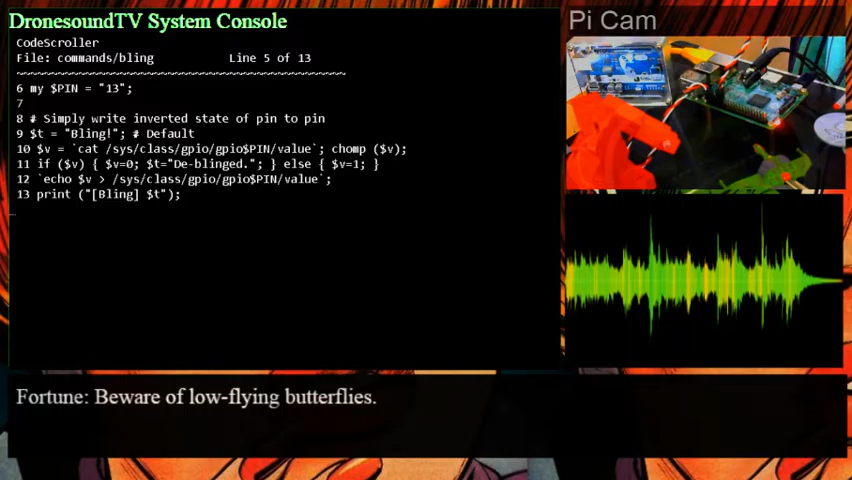 DronesoundTV System Console
Pi Cam
CodeScroller
File: commands/bling Line 5 of 13
~~~~~~~~~~~~~~~~~~~~~~~~~~~~~~~~~~~~~~~~~~~~~~~~~~~~~~~
6 my $PIN = "13";
7
8 # Simply write inverted state of pin to pin
9 $t = "Bling!"; # Default
10 $v = `cat /sys/class/gpio/gpio$PIN/value`; chomp ($v);
11 if ($v) { $v=0; $t="De-blinged."; } else { $v=1; }
12 `echo $v > /sys/class/gpio/gpio$PIN/value`;
13 print ("[Bling] $t");
Fortune: Beware of low-flying butterflies.